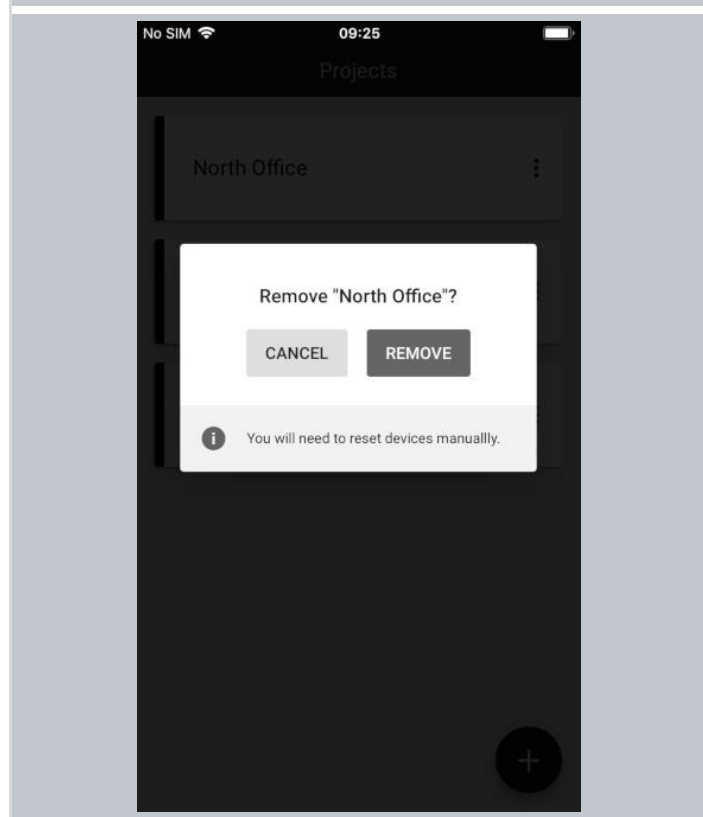 No SIM 09:25
Projects
North Office
Remove "North Office"?
CANCEL REMOVE
You will need to reset devices manuallly.